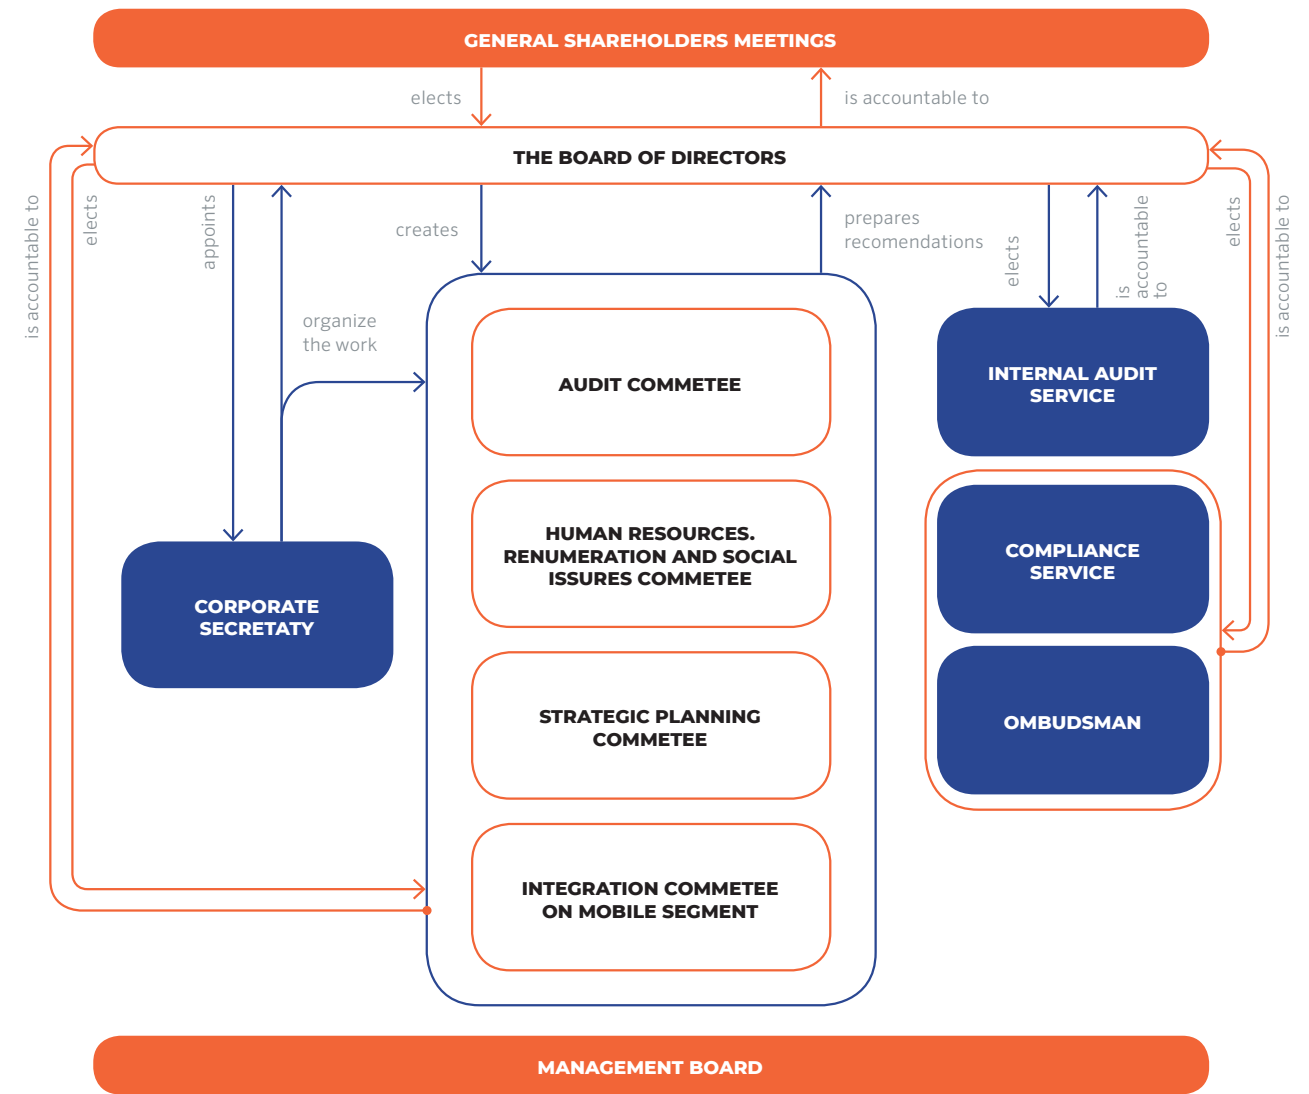 GENERAL SHAREHOLDERS MEETINGS
elects
is accountable to
THE BOARD OF DIRECTORS
is accountable to
elects
appoints
creates
prepares
recomendations
elects
is
accountable
to
elects
is accountable to
organize
the work
AUDIT COMMETEE
INTERNAL AUDIT
SERVICE
HUMAN RESOURCES.
RENUMERATION AND SOCIAL
ISSURES COMMETEE
COMPLIANCE
SERVICE
CORPORATE
SECRETATY
STRATEGIC PLANNING
COMMETEE
OMBUDSMAN
INTEGRATION COMMETEE
ON MOBILE SEGMENT
MANAGEMENT BOARD